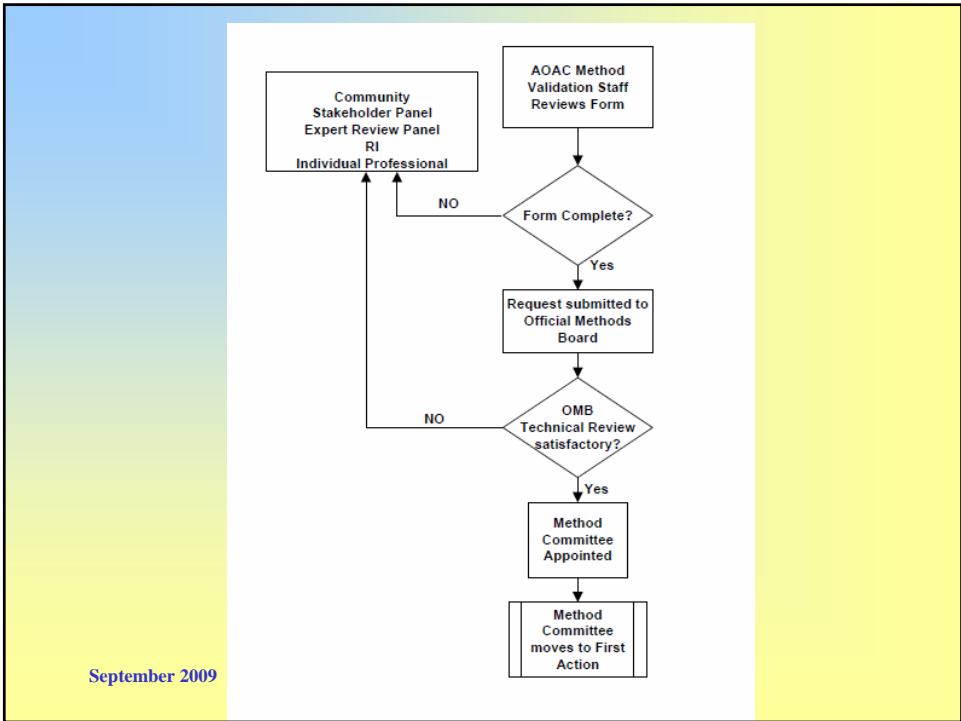 AOAC Method
Validation Staff
Reviews Form
Community
Stakeholder Panel
Expert Review Panel
RI
Individual Professional
NO
Form Complete?
Yes
Request submitted to
Official Methods
Board
NO
OMB
Technical Review
satisfactory?
Yes
Method
Committee
Appointed
Method
Committee
moves to First
Action
September 2009